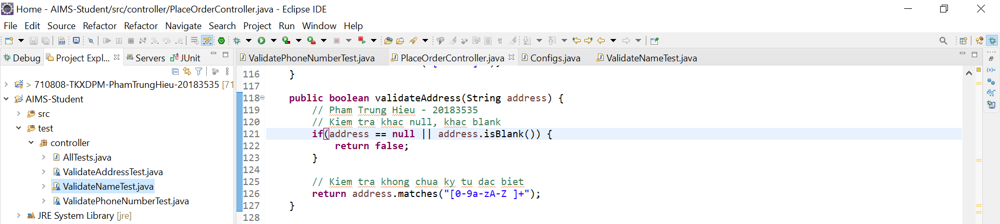 Home - AIMS-Student/src/controller/PlaceOrderController.java - Eclipse IDE
File Edit Source Refactor Refactor Navigate Search Project Run Window Help
Debug Project Expl... Servers JUnit
ValidatePhoneNumberTest.java PlaceOrderController.java Configs.java ValidateNameTest.java
> 710808-TKXDPM-PhamTrungHieu-20183535 [71
AIMS-Student
src
test
controller
AllTests.java
ValidateAddressTest.java
ValidateNameTest.java
ValidatePhoneNumberTest.java
JRE System Library [jre]
116 }
117
118 public boolean validateAddress(String address) {
119 // Pham Trung Hieu - 20183535
120 // Kiem tra khac null, khac blank
121 if(address == null || address.isBlank()) {
122 return false;
123 }
124
125 // Kiem tra khong chua ky tu dac biet
126 return address.matches("[0-9a-zA-Z ]+");
127 }
128